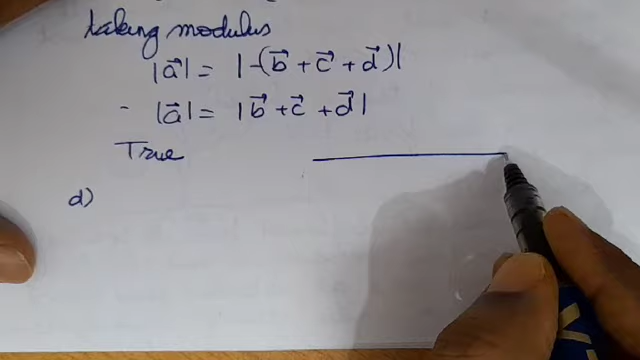 taking modulus
|a⃗| = |-(b⃗ + c⃗ + d⃗)|
|a⃗| = |b⃗ + c⃗ + d⃗|
True
d)